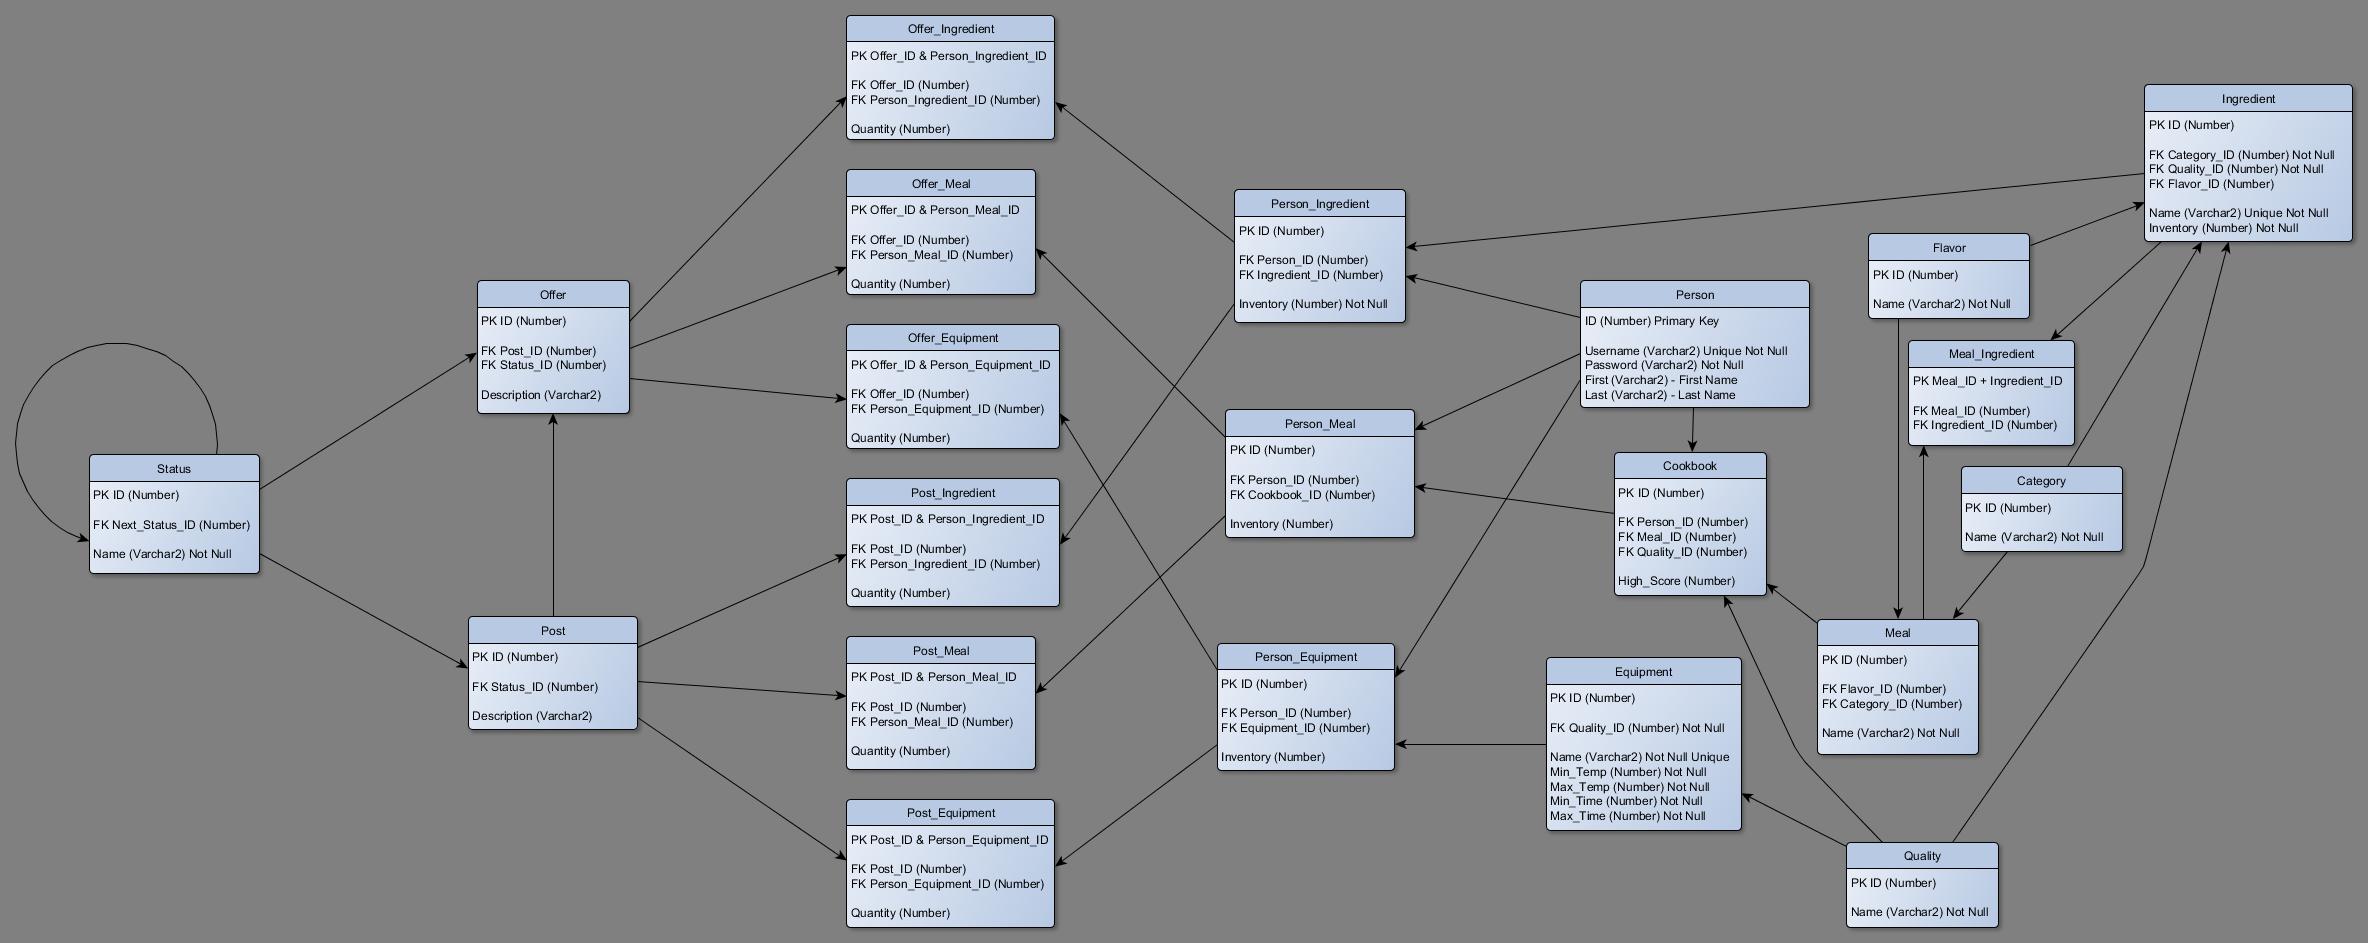 Offer_Ingredient
PK Offer_ID & Person_Ingredient_ID
FK Offer_ID (Number)
FK Person_Ingredient_ID (Number)
Quantity (Number)
Offer_Meal
PK Offer_ID & Person_Meal_ID
FK Offer_ID (Number)
FK Person_Meal_ID (Number)
Quantity (Number)
Offer_Equipment
PK Offer_ID & Person_Equipment_ID
FK Offer_ID (Number)
FK Person_Equipment_ID (Number)
Quantity (Number)
Post_Ingredient
PK Post_ID & Person_Ingredient_ID
FK Post_ID (Number)
FK Person_Ingredient_ID (Number)
Quantity (Number)
Post_Meal
PK Post_ID & Person_Meal_ID
FK Post_ID (Number)
FK Person_Meal_ID (Number)
Quantity (Number)
Post_Equipment
PK Post_ID & Person_Equipment_ID
FK Post_ID (Number)
FK Person_Equipment_ID (Number)
Quantity (Number)
Offer
PK ID (Number)
FK Post_ID (Number)
FK Status_ID (Number)
Description (Varchar2)
Status
PK ID (Number)
FK Next_Status_ID (Number)
Name (Varchar2) Not Null
Post
PK ID (Number)
FK Status_ID (Number)
Description (Varchar2)
Person_Ingredient
PK ID (Number)
FK Person_ID (Number)
FK Ingredient_ID (Number)
Inventory (Number) Not Null
Person_Meal
PK ID (Number)
FK Person_ID (Number)
FK Cookbook_ID (Number)
Inventory (Number)
Person_Equipment
PK ID (Number)
FK Person_ID (Number)
FK Equipment_ID (Number)
Inventory (Number)
Person
ID (Number) Primary Key
Username (Varchar2) Unique Not Null
Password (Varchar2) Not Null
First (Varchar2) - First Name
Last (Varchar2) - Last Name
Cookbook
PK ID (Number)
FK Person_ID (Number)
FK Meal_ID (Number)
FK Quality_ID (Number)
High_Score (Number)
Equipment
PK ID (Number)
FK Quality_ID (Number) Not Null
Name (Varchar2) Not Null Unique
Min_Temp (Number) Not Null
Max_Temp (Number) Not Null
Min_Time (Number) Not Null
Max_Time (Number) Not Null
Ingredient
PK ID (Number)
FK Category_ID (Number) Not Null
FK Quality_ID (Number) Not Null
FK Flavor_ID (Number)
Name (Varchar2) Unique Not Null
Inventory (Number) Not Null
Flavor
PK ID (Number)
Name (Varchar2) Not Null
Meal_Ingredient
PK Meal_ID + Ingredient_ID
FK Meal_ID (Number)
FK Ingredient_ID (Number)
Category
PK ID (Number)
Name (Varchar2) Not Null
Meal
PK ID (Number)
FK Flavor_ID (Number)
FK Category_ID (Number)
Name (Varchar2) Not Null
Quality
PK ID (Number)
Name (Varchar2) Not Null